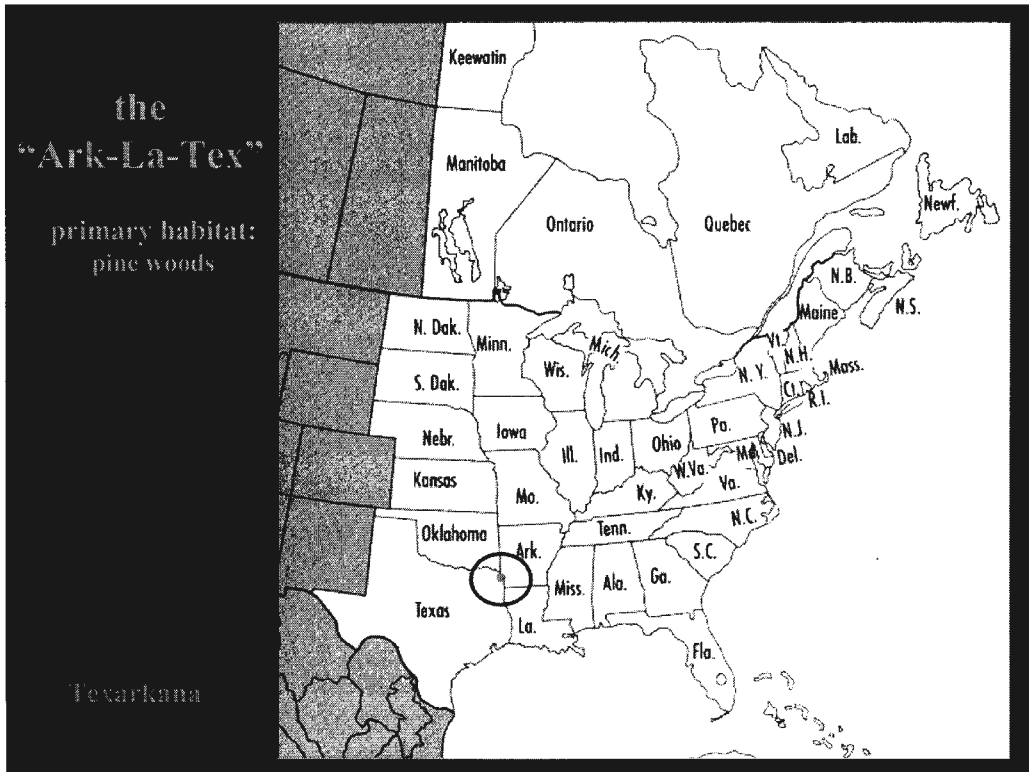 the
“Ark-La-Tex”
primary habitat:
pine woods
Texarkana
Keewatin
Lab.
Manitoba
Newf.
Ontario
Quebec
N.B.
Maine
N.S.
N. Dak.
Minn.
Mich.
Vt.
N.H.
Wis.
N.Y.
Mass.
S. Dak.
Ct.
R.I.
Iowa
Pa.
Nebr.
Ohio
N.J.
Ill.
Ind.
Md.
Del.
Kansas
W.Va.
Va.
Mo.
Ky.
Oklahoma
Tenn.
N.C.
Ark.
S.C.
Miss.
Ala.
Ga.
Texas
La.
Fla.